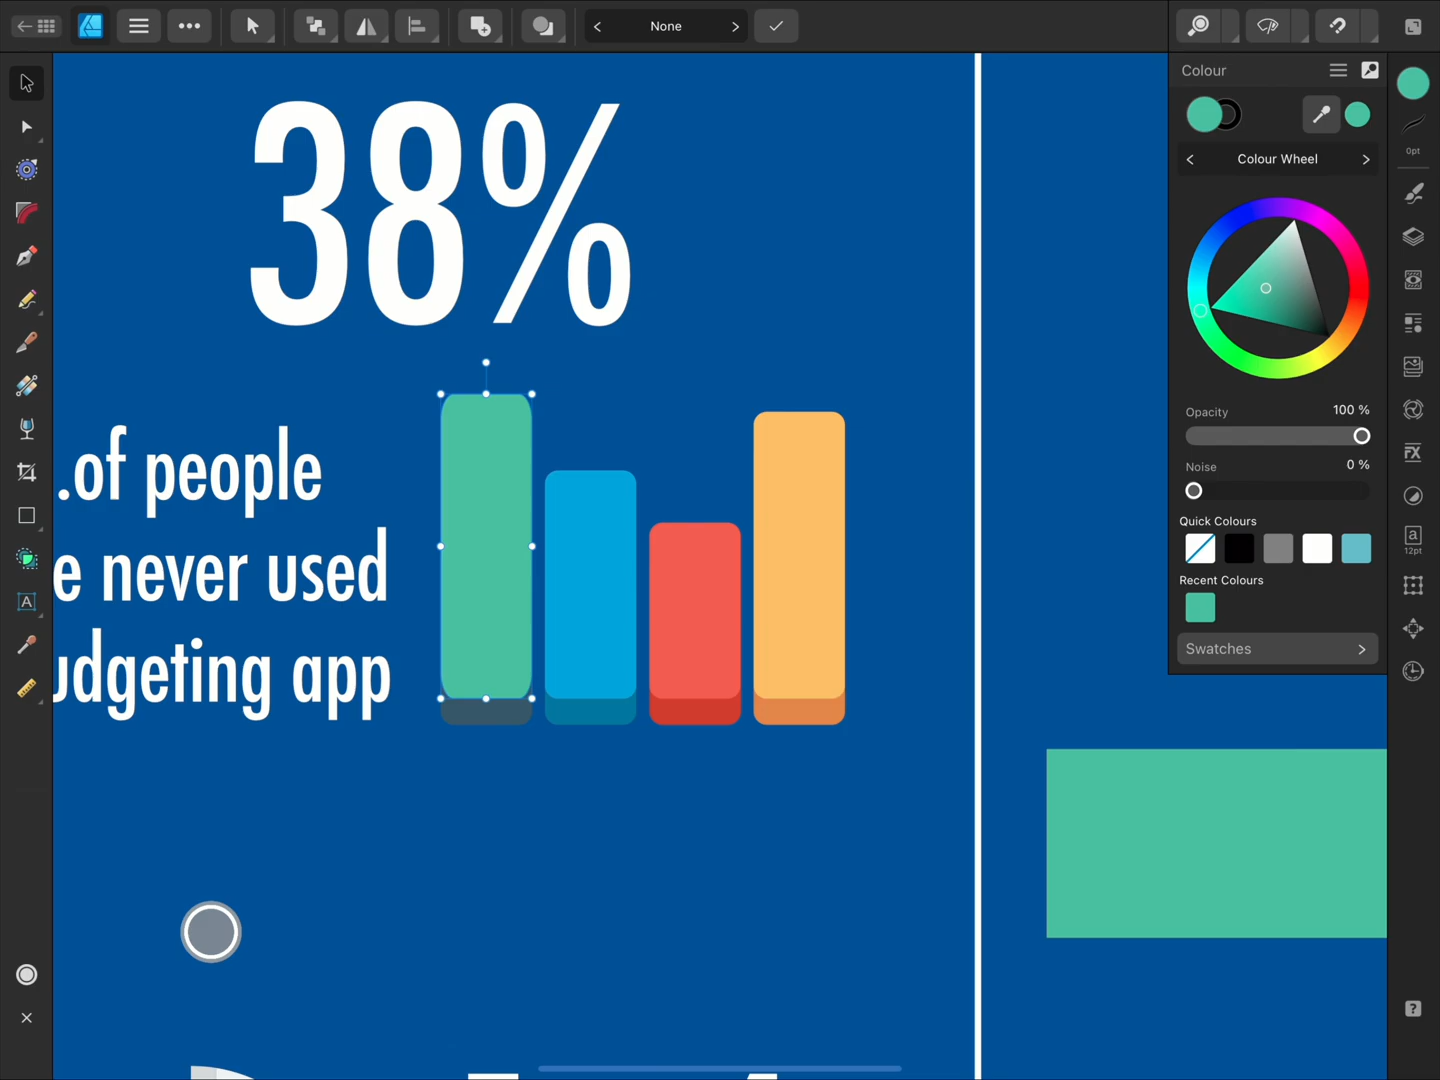 None
Colour
Colour Wheel
0pt
Opacity
100 %
Noise
0 %
Quick Colours
Recent Colours
Swatches
FX
a
12pt
A
?
38%
..of people
e never used
udgeting app